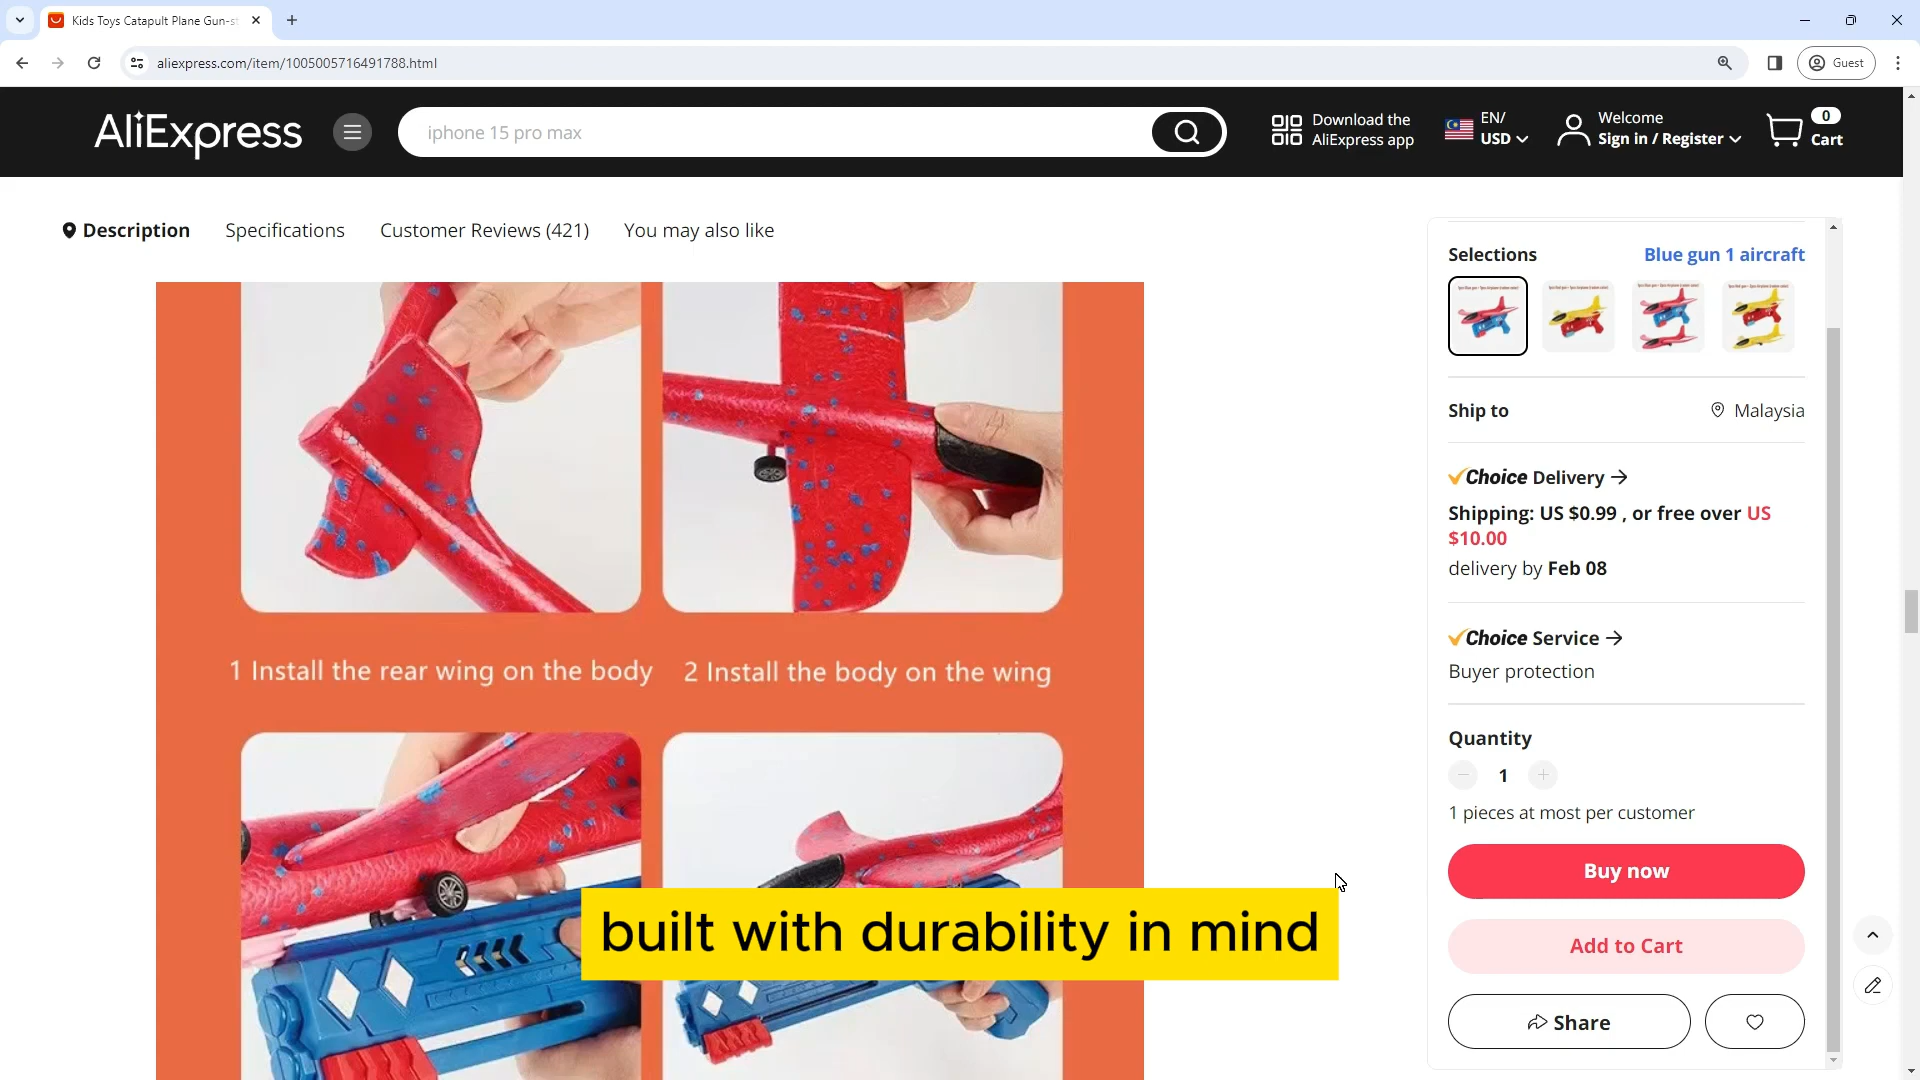 Kids Toys Catapult Plane Gun-st
aliexpress.com/item/1005005716491788.html
Guest
AliExpress
iphone 15 pro max
Download the
AliExpress app
EN/
USD
Welcome
Sign in / Register
0
Cart
Description
Specifications
Customer Reviews (421)
You may also like
1 Install the rear wing on the body
2 Install the body on the wing
built with durability in mind
Selections
Blue gun 1 aircraft
Ship to
Malaysia
Choice Delivery
Shipping: US $0.99 , or free over US
$10.00
delivery by Feb 08
Choice Service
Buyer protection
Quantity
1
1 pieces at most per customer
Buy now
Add to Cart
Share